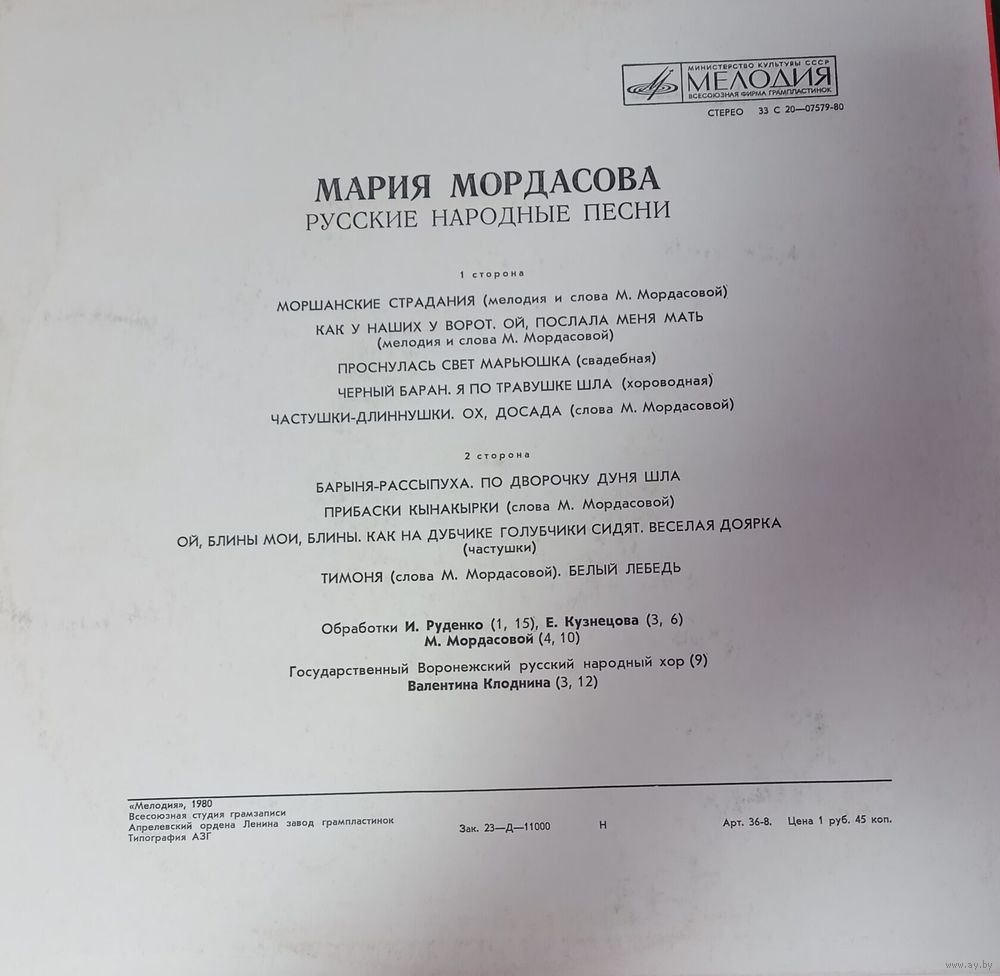 МИНИСТЕРСТВО КУЛЬТУРЫ СССР
МЕЛОДИЯ
ВСЕСОЮЗНАЯ ФИРМА ГРАМПЛАСТИНОК
СТЕРЕО 33 С 20—07579-80
МАРИЯ МОРДАСОВА
РУССКИЕ НАРОДНЫЕ ПЕСНИ
1 сторона
МОРШАНСКИЕ СТРАДАНИЯ (мелодия и слова М. Мордасовой)
КАК У НАШИХ У ВОРОТ. ОЙ, ПОСЛАЛА МЕНЯ МАТЬ
(мелодия и слова М. Мордасовой)
ПРОСНУЛАСЬ СВЕТ МАРЬЮШКА (свадебная)
ЧЕРНЫЙ БАРАН. Я ПО ТРАВУШКЕ ШЛА (хороводная)
ЧАСТУШКИ-ДЛИННУШКИ. ОХ, ДОСАДА (слова М. Мордасовой)
2 сторона
БАРЫНЯ-РАССЫПУХА. ПО ДВОРОЧКУ ДУНЯ ШЛА
ПРИБАСКИ КЫНАКЫРКИ (слова М. Мордасовой)
ОЙ, БЛИНЫ МОИ, БЛИНЫ. КАК НА ДУБЧИКЕ ГОЛУБЧИКИ СИДЯТ. ВЕСЕЛАЯ ДОЯРКА
(частушки)
ТИМОНЯ (слова М. Мордасовой). БЕЛЫЙ ЛЕБЕДЬ
Обработки И. Руденко (1, 15), Е. Кузнецова (3, 6)
М. Мордасовой (4, 10)
Государственный Воронежский русский народный хор (9)
Валентина Клоднина (3, 12)
«Мелодия», 1980
Всесоюзная студия грамзаписи
Апрелевский ордена Ленина завод грампластинок
Типография АЗГ
Зак. 23—Д—11000 Н Арт. 36-8. Цена 1 руб. 45 коп.
www.ay.by